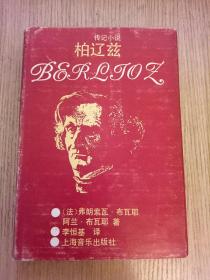 传记小说
柏辽兹
BERLIOZ
(法)弗朗索瓦·布瓦耶
阿兰·布瓦耶 著
李恒基 译
上海音乐出版社